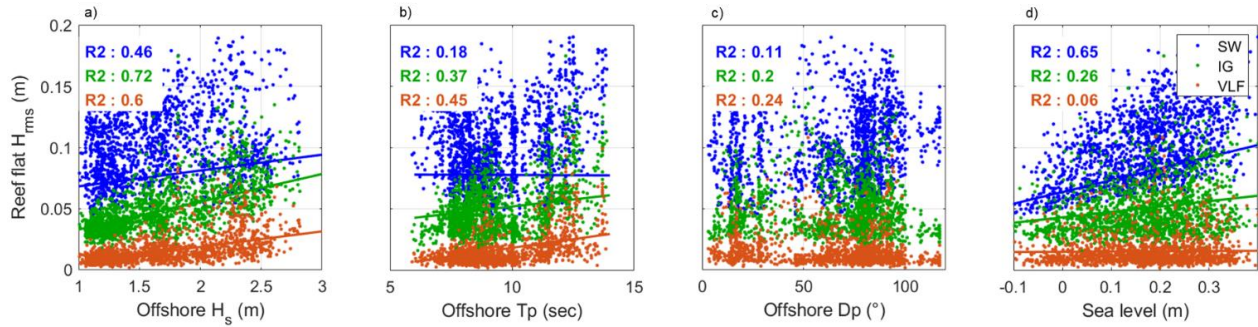 a)
b)
c)
d)
0.2
0.15
0.1
0.05
0
Reef flat Hrms (m)
R2 : 0.46
R2 : 0.72
R2 : 0.6
1
1.5
2
2.5
3
Offshore Hs (m)
R2 : 0.18
R2 : 0.37
R2 : 0.45
10
15
Offshore Tp (sec)
R2 : 0.11
R2 : 0.2
R2 : 0.24
0
50
100
Offshore Dp (°)
R2 : 0.65
R2 : 0.26
R2 : 0.06
SW
IG
VLF
-0.1
0
0.1
0.2
0.3
Sea level (m)